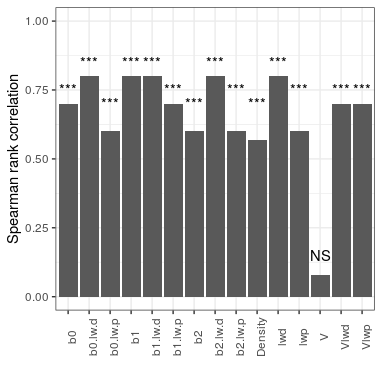 1.00
0.75
0.50
0.25
0.00
Spearman rank correlation
*** *** *** *** *** *** *** *** *** *** *** *** NS *** ***
b0 b0.lw.d b0.lw.p b1 b1.lw.d b1.lw.p b2 b2.lw.d b2.lw.p Density lwd lwp V Vlwd Vlwp